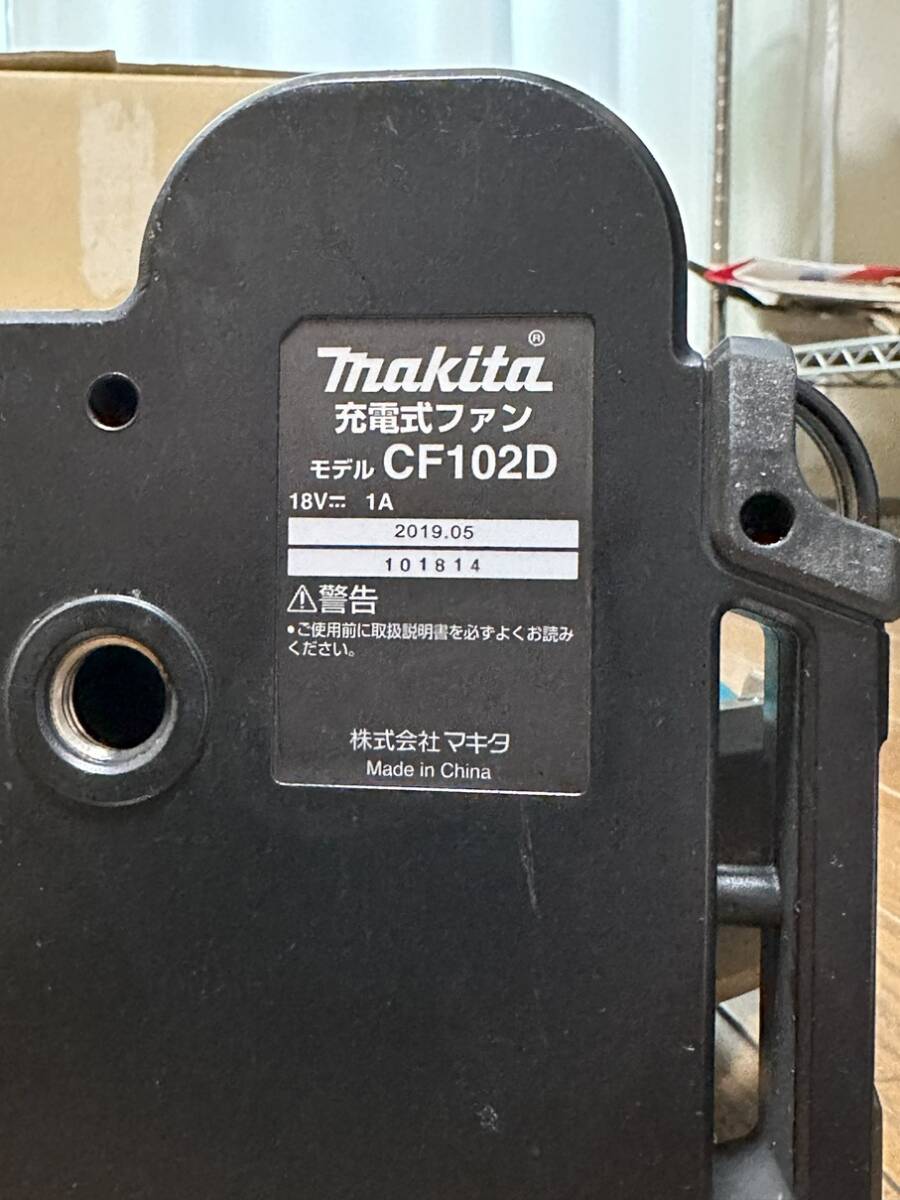 makita®
充電式ファン
モデル CF102D
18V⎓ 1A
2019.05
101814
⚠警告
•ご使用前に取扱説明書を必ずよくお読み
ください。
株式会社マキタ
Made in China